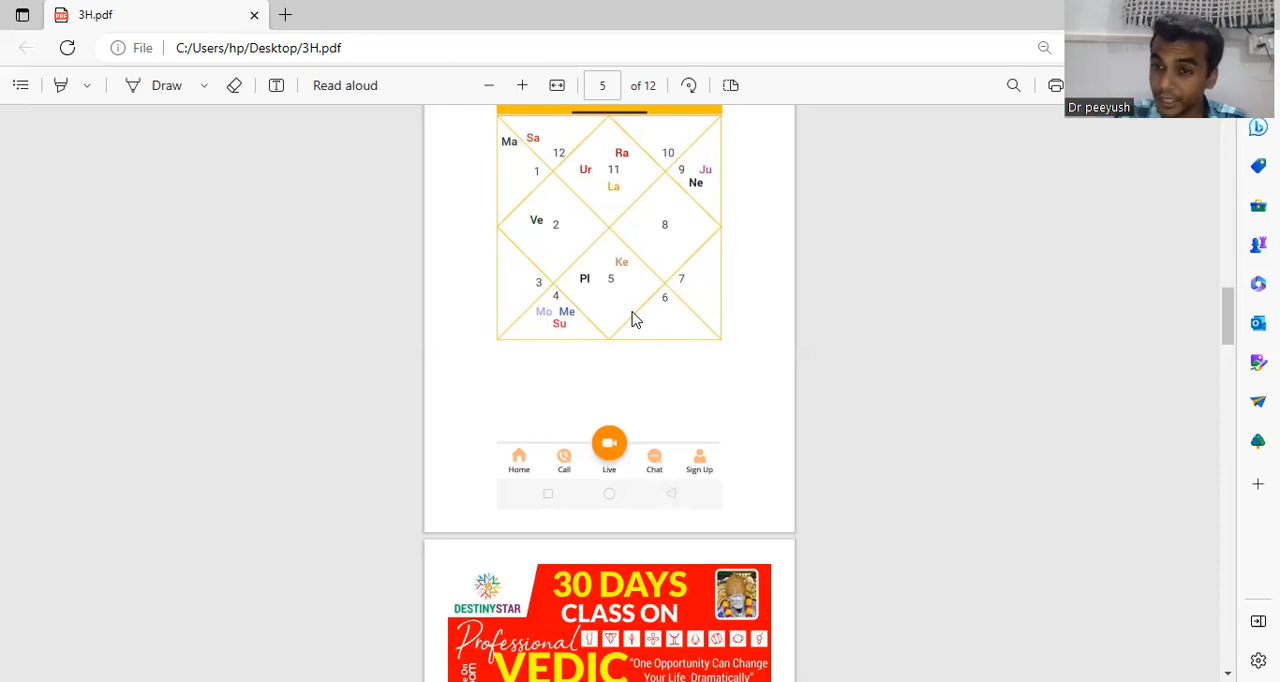 3H.pdf
File C:/Users/hp/Desktop/3H.pdf
Draw
Read aloud
5 of 12
Dr peeyush
Ma Sa
12
1
Ra
Ur 11
La
10
9 Ju
Ne
Ve 2
8
Ke
Pl 5
3
4
Mo Me
Su
7
6
Home Call Live Chat Sign Up
DESTINYSTAR
30 DAYS
CLASS ON
Professional
VEDIC
"One Opportunity Can Change
Your Life Dramatically"